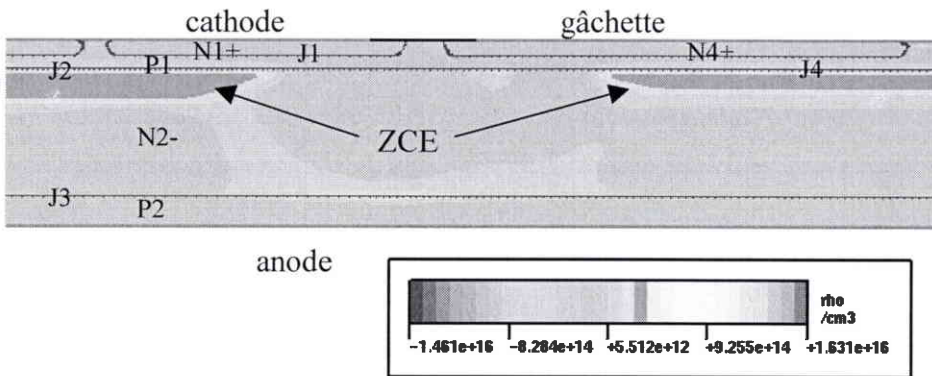 cathode gâchette
N1+ J1 N4+
J2 P1 J4
ZCE
N2-
J3 P2
anode
rho
/cm3
−1.461e+16 −8.284e+14 +5.512e+12 +9.255e+14 +1.631e+16